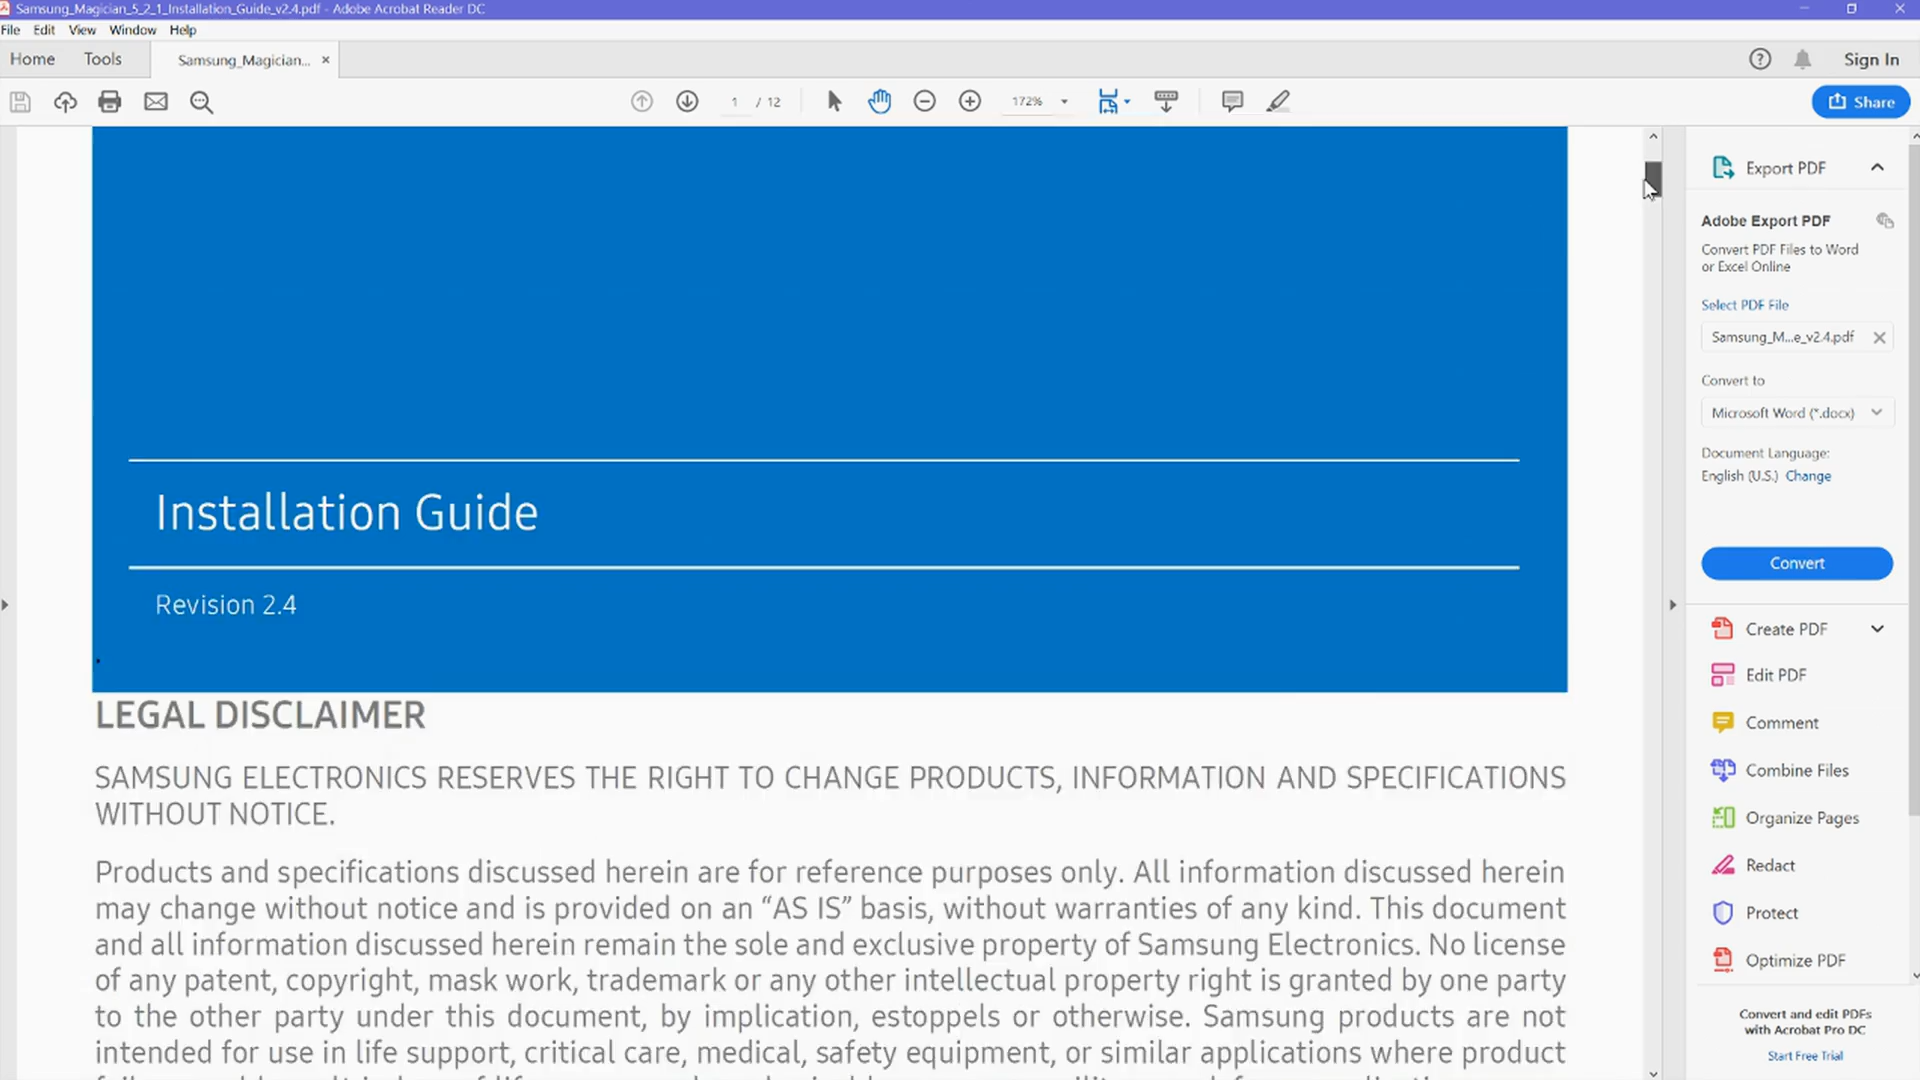 Samsung_Magician_5_2_1_Installation_Guide_v2.4.pdf - Adobe Acrobat Reader DC
File Edit View Window Help
Home Tools Samsung_Magician... × Sign In
1 / 12 172% Share
Export PDF
Adobe Export PDF
Convert PDF Files to Word
or Excel Online
Select PDF File
Samsung_M...e_v2.4.pdf
Convert to
Microsoft Word (*.docx)
Document Language:
English (U.S.) Change
Convert
Create PDF
Edit PDF
Comment
Combine Files
Organize Pages
Redact
Protect
Optimize PDF
Convert and edit PDFs
with Acrobat Pro DC
Start Free Trial
Installation Guide
Revision 2.4
LEGAL DISCLAIMER
SAMSUNG ELECTRONICS RESERVES THE RIGHT TO CHANGE PRODUCTS, INFORMATION AND SPECIFICATIONS
WITHOUT NOTICE.
Products and specifications discussed herein are for reference purposes only. All information discussed herein
may change without notice and is provided on an “AS IS” basis, without warranties of any kind. This document
and all information discussed herein remain the sole and exclusive property of Samsung Electronics. No license
of any patent, copyright, mask work, trademark or any other intellectual property right is granted by one party
to the other party under this document, by implication, estoppels or otherwise. Samsung products are not
intended for use in life support, critical care, medical, safety equipment, or similar applications where product